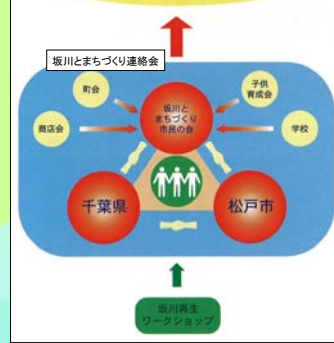 坂川とまちづくり連絡会
町会
子供
育成会
坂川と
まちづくり
市民の会
商店会
学校
千葉県
松戸市
坂川再生
ワークショップ